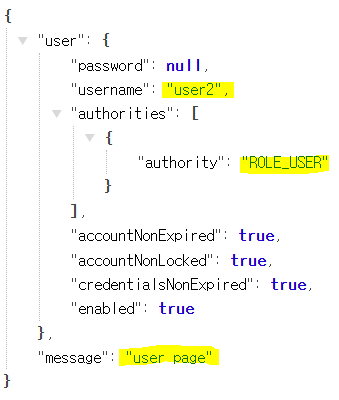 {
"user": {
"password": null,
"username": "user2",
"authorities": [
{
"authority": "ROLE_USER"
}
],
"accountNonExpired": true,
"accountNonLocked": true,
"credentialsNonExpired": true,
"enabled": true
},
"message": "user page"
}